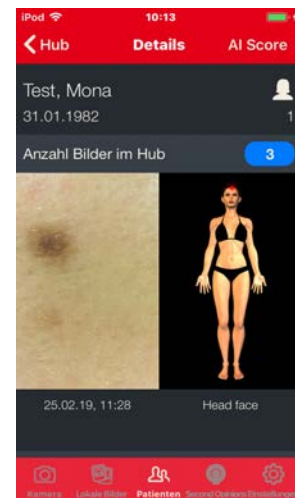 iPod 10:13
Hub Details AI Score
Test, Mona
31.01.1982 1
Anzahl Bilder im Hub 3
25.02.19, 11:28 Head face
Kamera Lokale Bilder Patienten Second Opinions Einstellungen